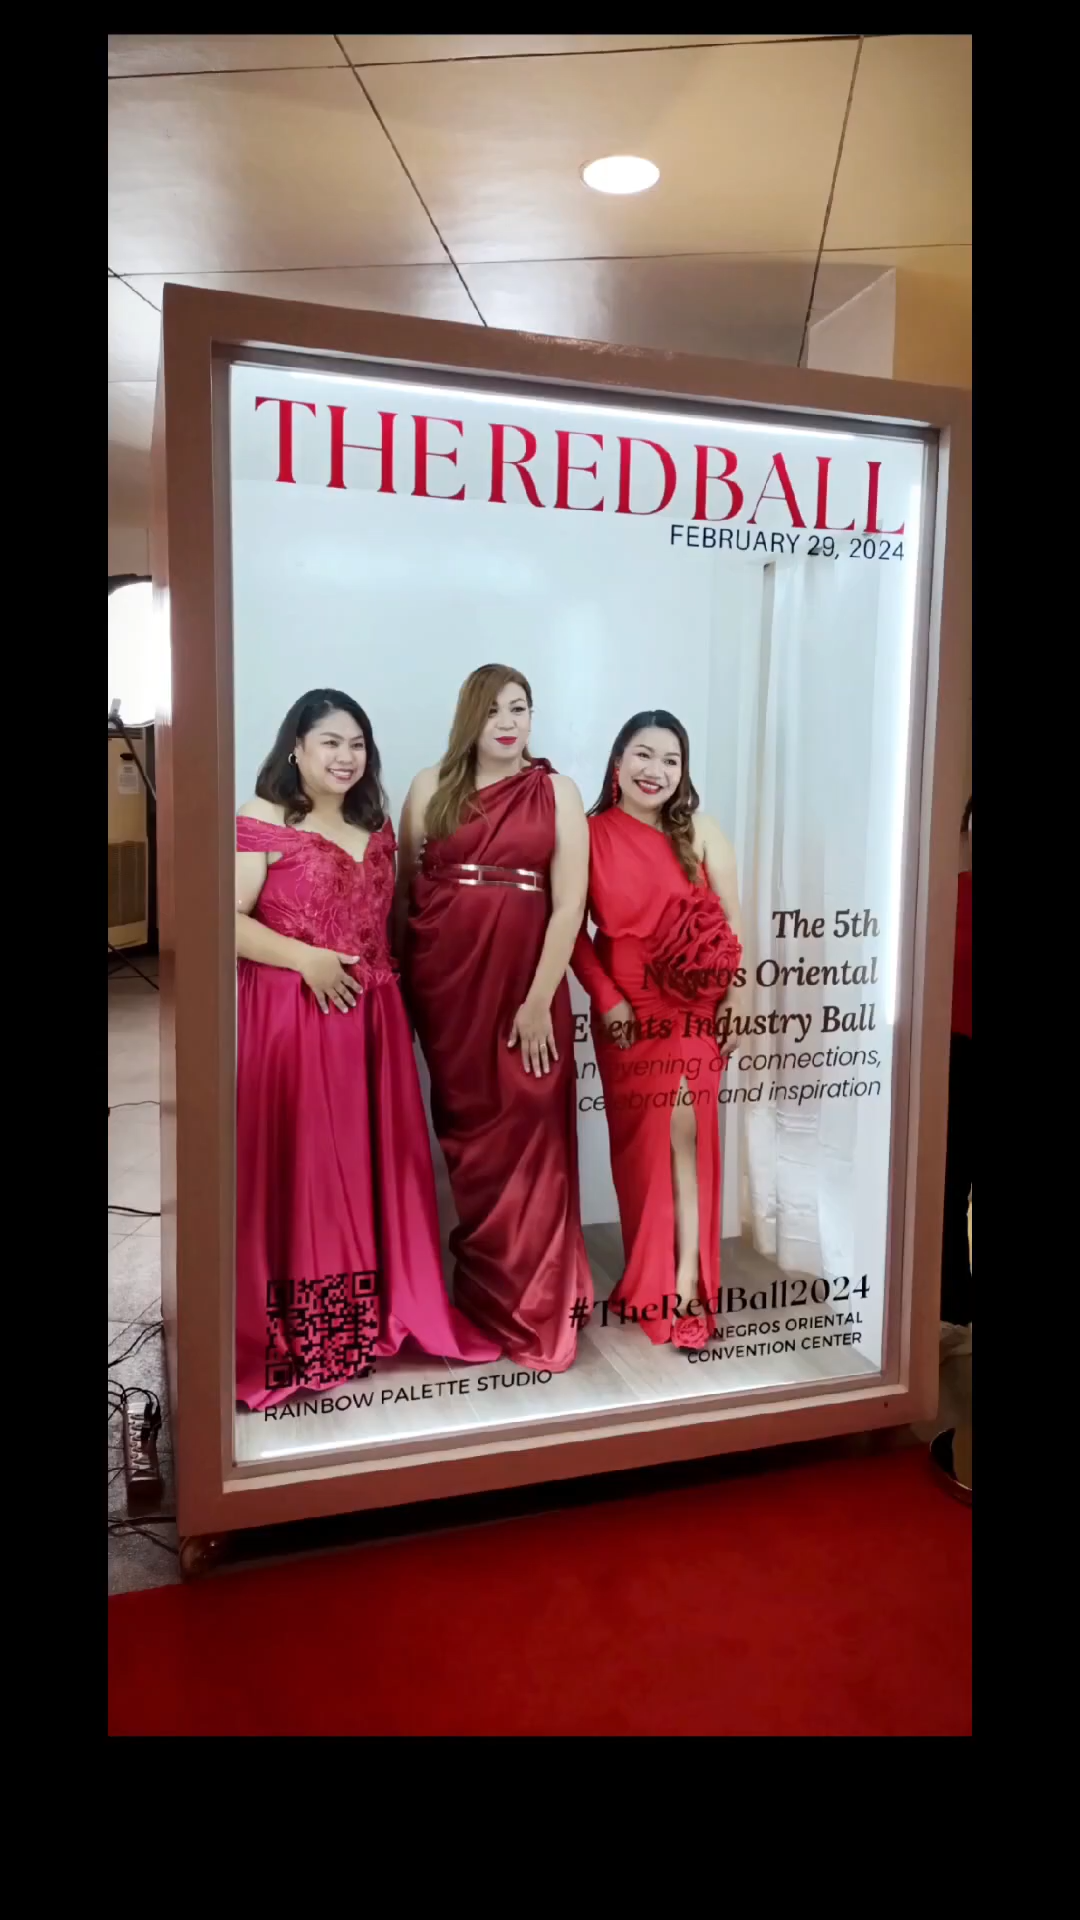 THE RED BALL
FEBRUARY 29, 2024
The 5th
Negros Oriental
Events Industry Ball
An evening of connections,
celebration and inspiration
#TheRedBall2024
NEGROS ORIENTAL
CONVENTION CENTER
RAINBOW PALETTE STUDIO